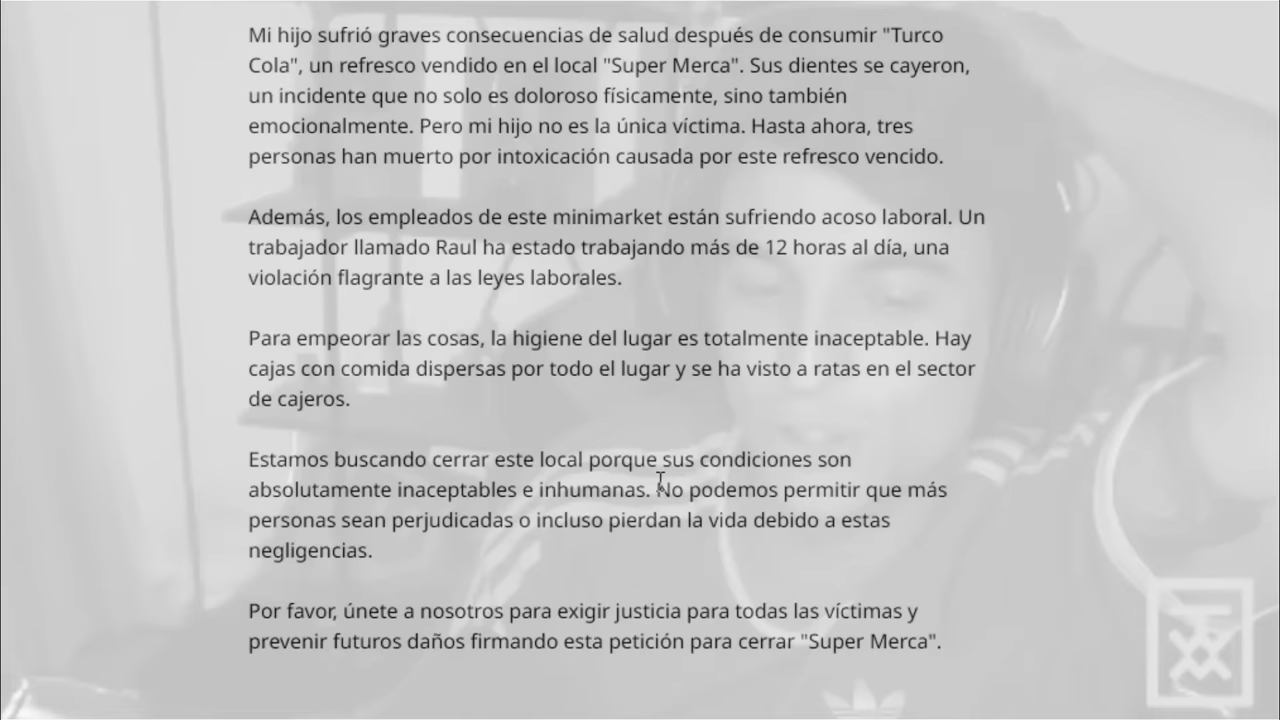 Mi hijo sufrió graves consecuencias de salud después de consumir "Turco
Cola", un refresco vendido en el local "Super Merca". Sus dientes se cayeron,
un incidente que no solo es doloroso físicamente, sino también
emocionalmente. Pero mi hijo no es la única víctima. Hasta ahora, tres
personas han muerto por intoxicación causada por este refresco vencido.
Además, los empleados de este minimarket están sufriendo acoso laboral. Un
trabajador llamado Raul ha estado trabajando más de 12 horas al día, una
violación flagrante a las leyes laborales.
Para empeorar las cosas, la higiene del lugar es totalmente inaceptable. Hay
cajas con comida dispersas por todo el lugar y se ha visto a ratas en el sector
de cajeros.
Estamos buscando cerrar este local porque sus condiciones son
absolutamente inaceptables e inhumanas. No podemos permitir que más
personas sean perjudicadas o incluso pierdan la vida debido a estas
negligencias.
Por favor, únete a nosotros para exigir justicia para todas las víctimas y
prevenir futuros daños firmando esta petición para cerrar "Super Merca".